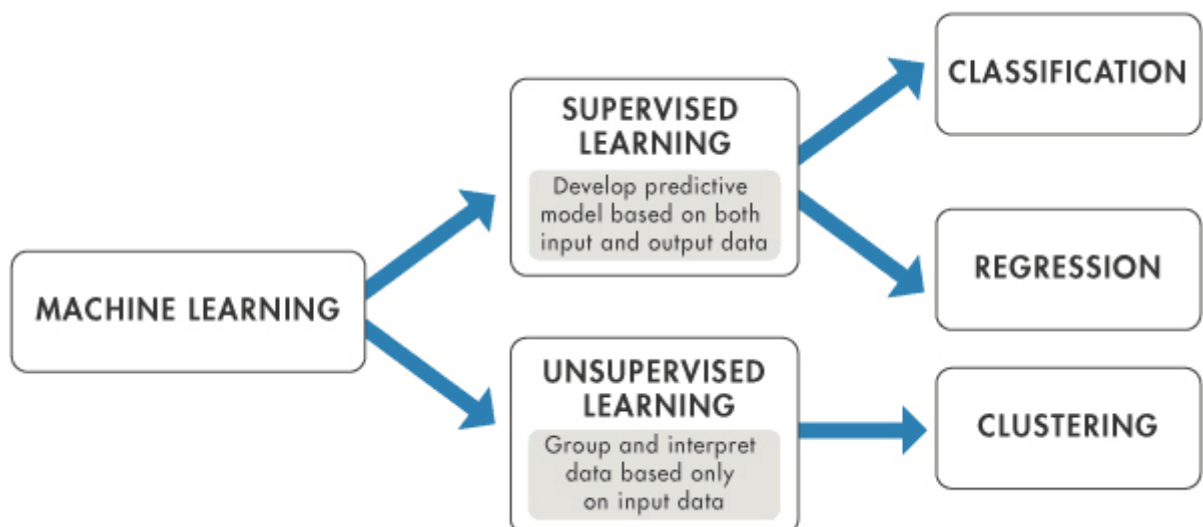 MACHINE LEARNING
SUPERVISED
LEARNING
Develop predictive
model based on both
input and output data
UNSUPERVISED
LEARNING
Group and interpret
data based only
on input data
CLASSIFICATION
REGRESSION
CLUSTERING